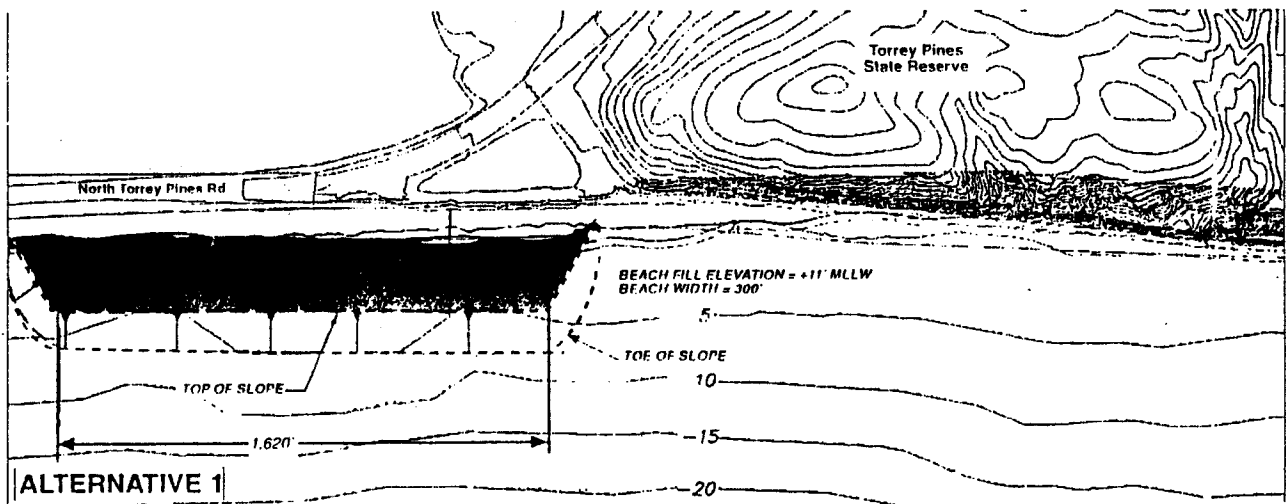 Torrey Pines
State Reserve
North Torrey Pines Rd
BEACH FILL ELEVATION = +11' MLLW
BEACH WIDTH = 300'
5
TOE OF SLOPE
TOP OF SLOPE
10
1,620'
15
20
ALTERNATIVE 1